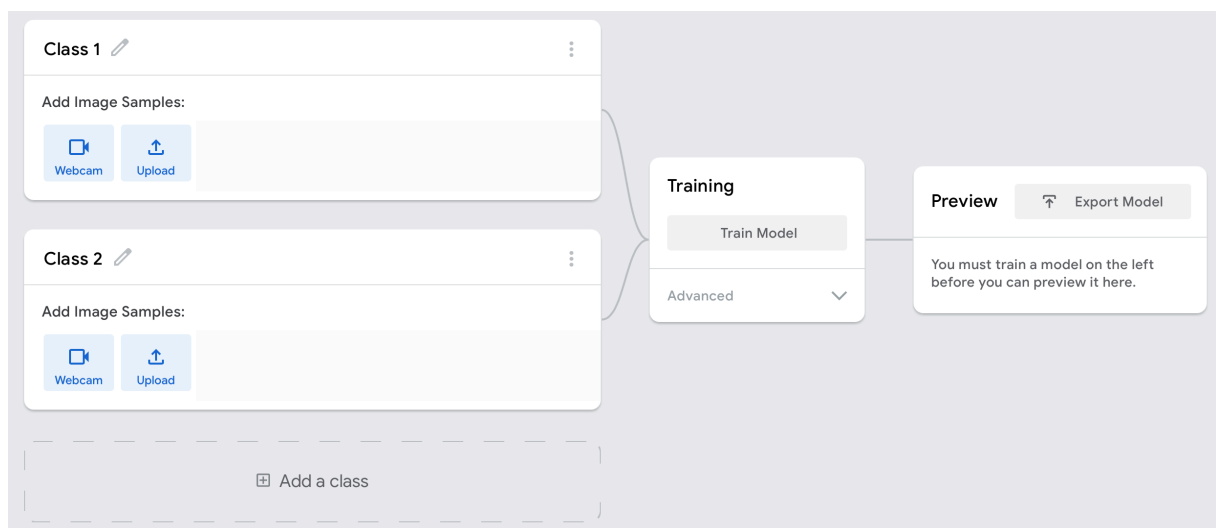 Class 1
Add Image Samples:
Webcam
Upload
Class 2
Add Image Samples:
Webcam
Upload
Add a class
Training
Train Model
Advanced
Preview
Export Model
You must train a model on the left
before you can preview it here.